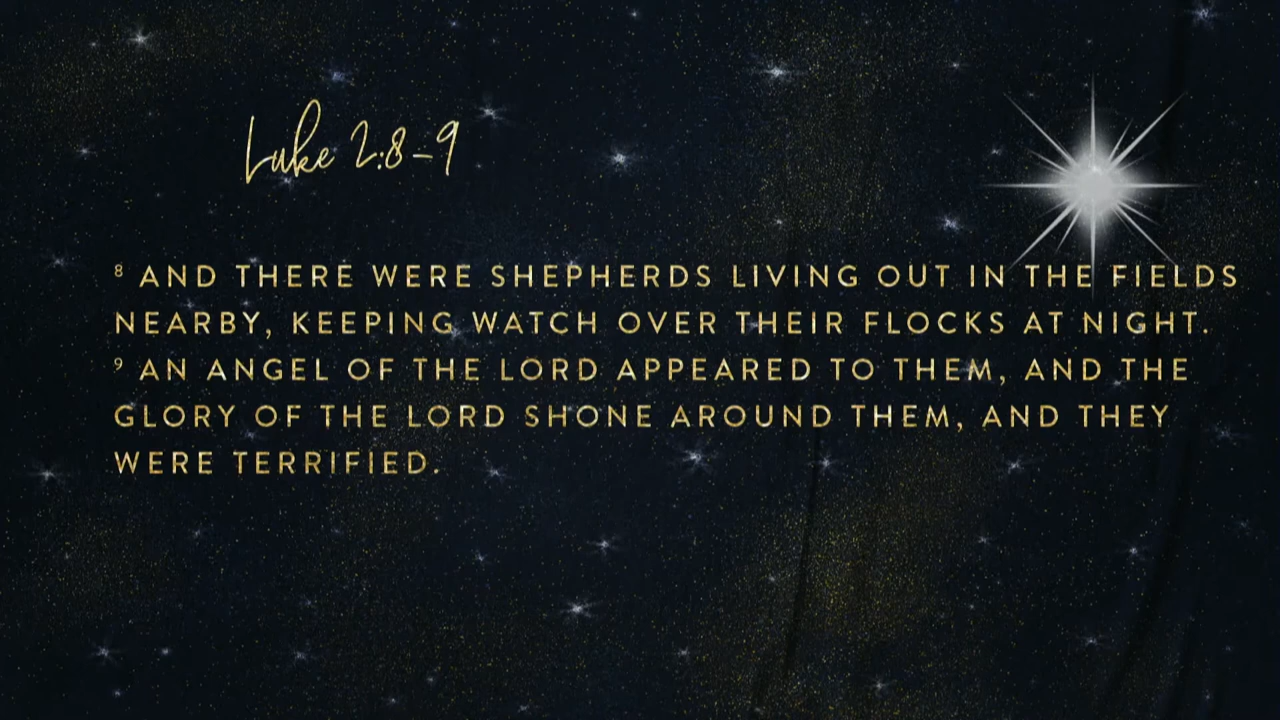 Luke 2:8-9
⁸ AND THERE WERE SHEPHERDS LIVING OUT IN THE FIELDS
NEARBY, KEEPING WATCH OVER THEIR FLOCKS AT NIGHT.
⁹ AN ANGEL OF THE LORD APPEARED TO THEM, AND THE
GLORY OF THE LORD SHONE AROUND THEM, AND THEY
WERE TERRIFIED.